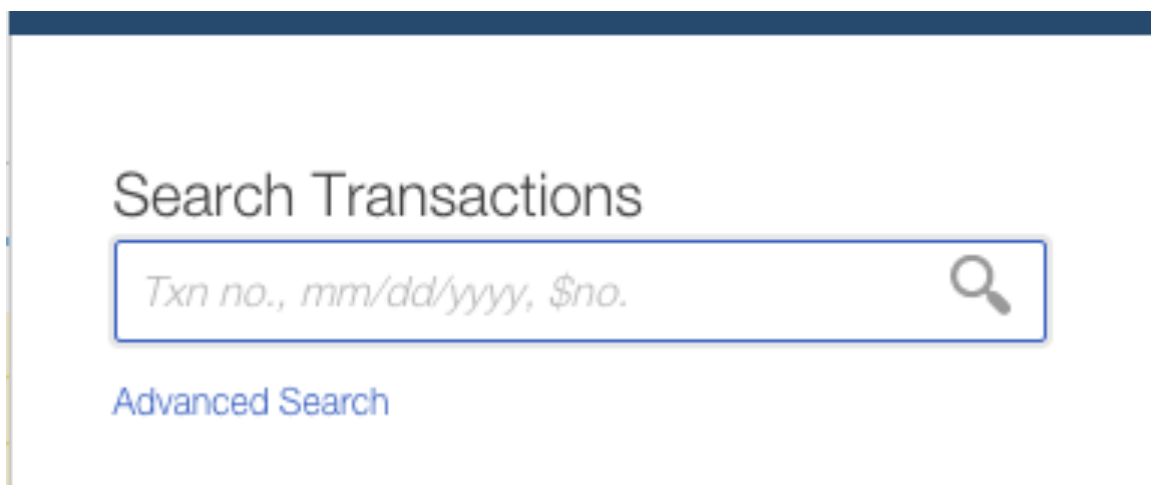 Search Transactions
Txn no., mm/dd/yyyy, $no.
Advanced Search